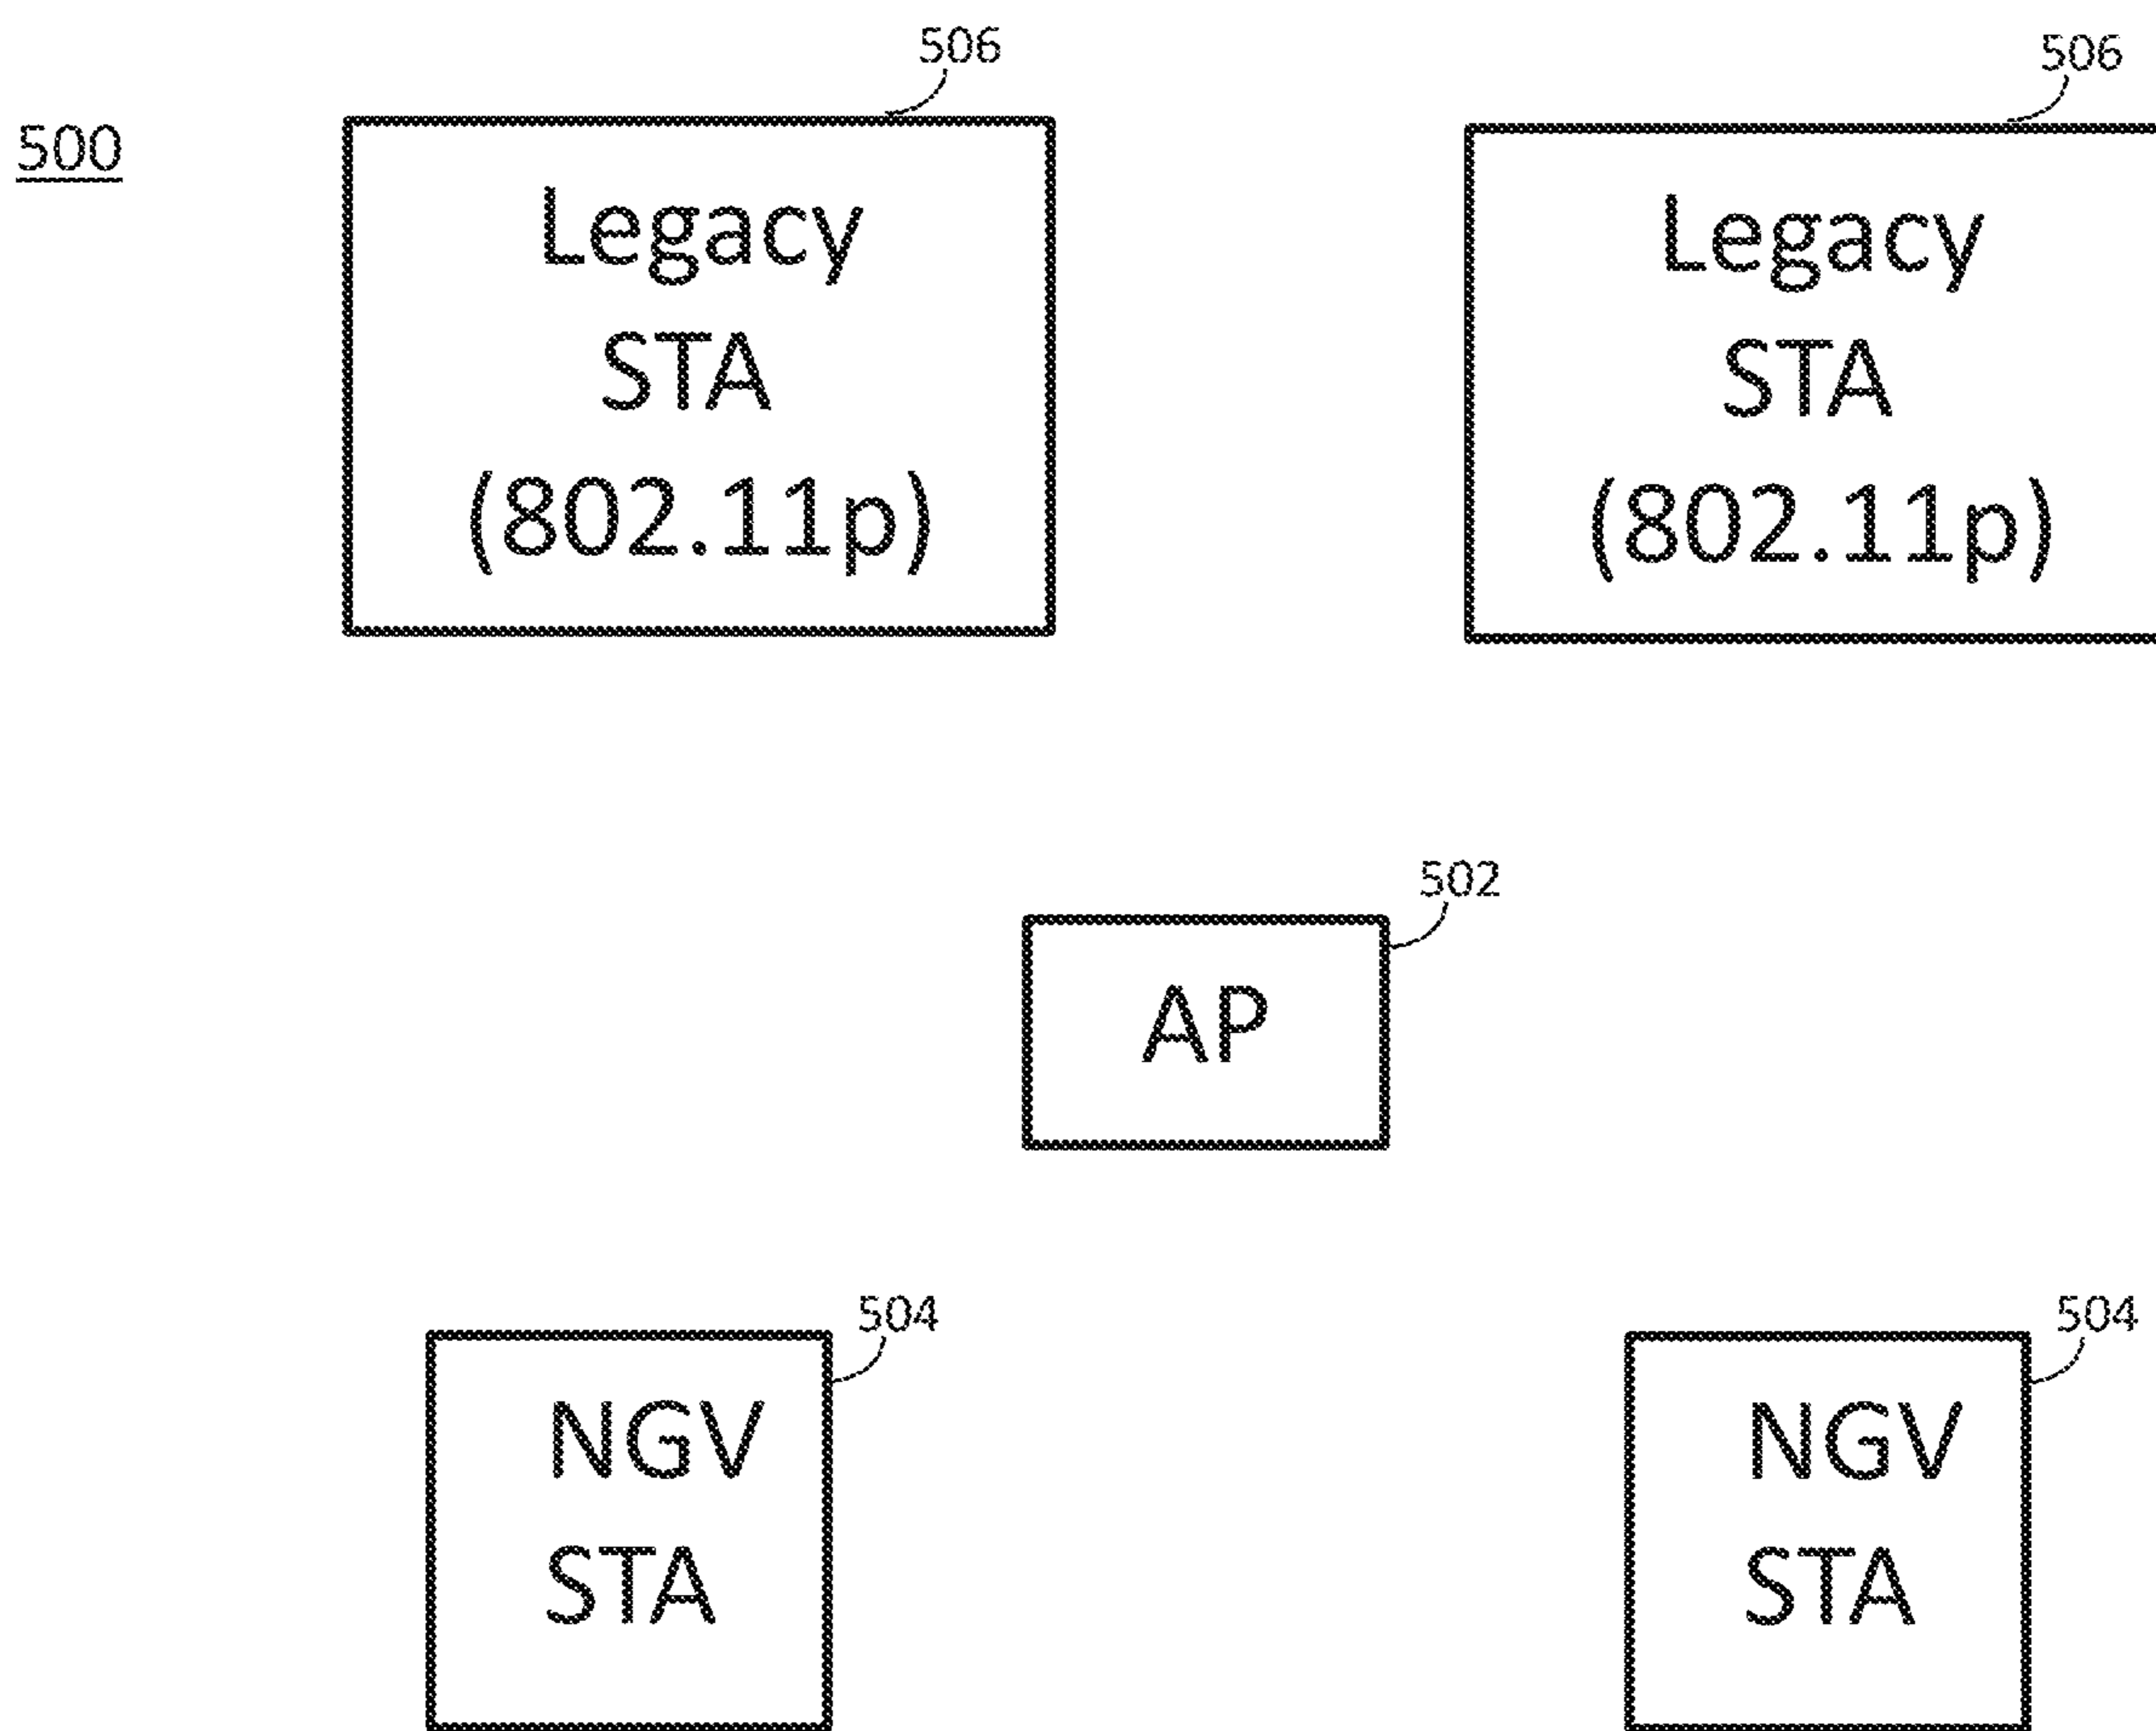 506
506
500
Legacy
STA
(802.11p)
Legacy
STA
(802.11p)
502
AP
504
NGV
STA
504
NGV
STA